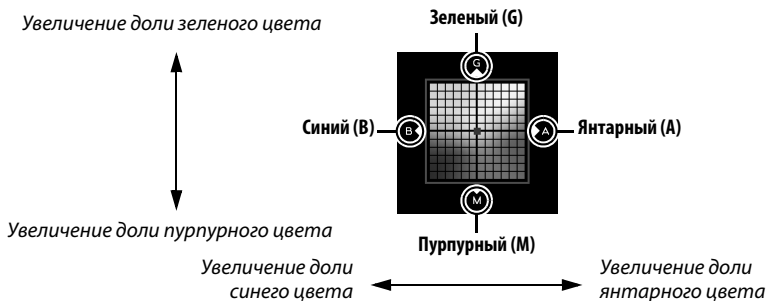 Увеличение доли зеленого цвета
Зеленый (G)
G
Синий (B)
B
A
Янтарный (A)
M
Увеличение доли пурпурного цвета
Пурпурный (M)
Увеличение доли
синего цвета
Увеличение доли
янтарного цвета